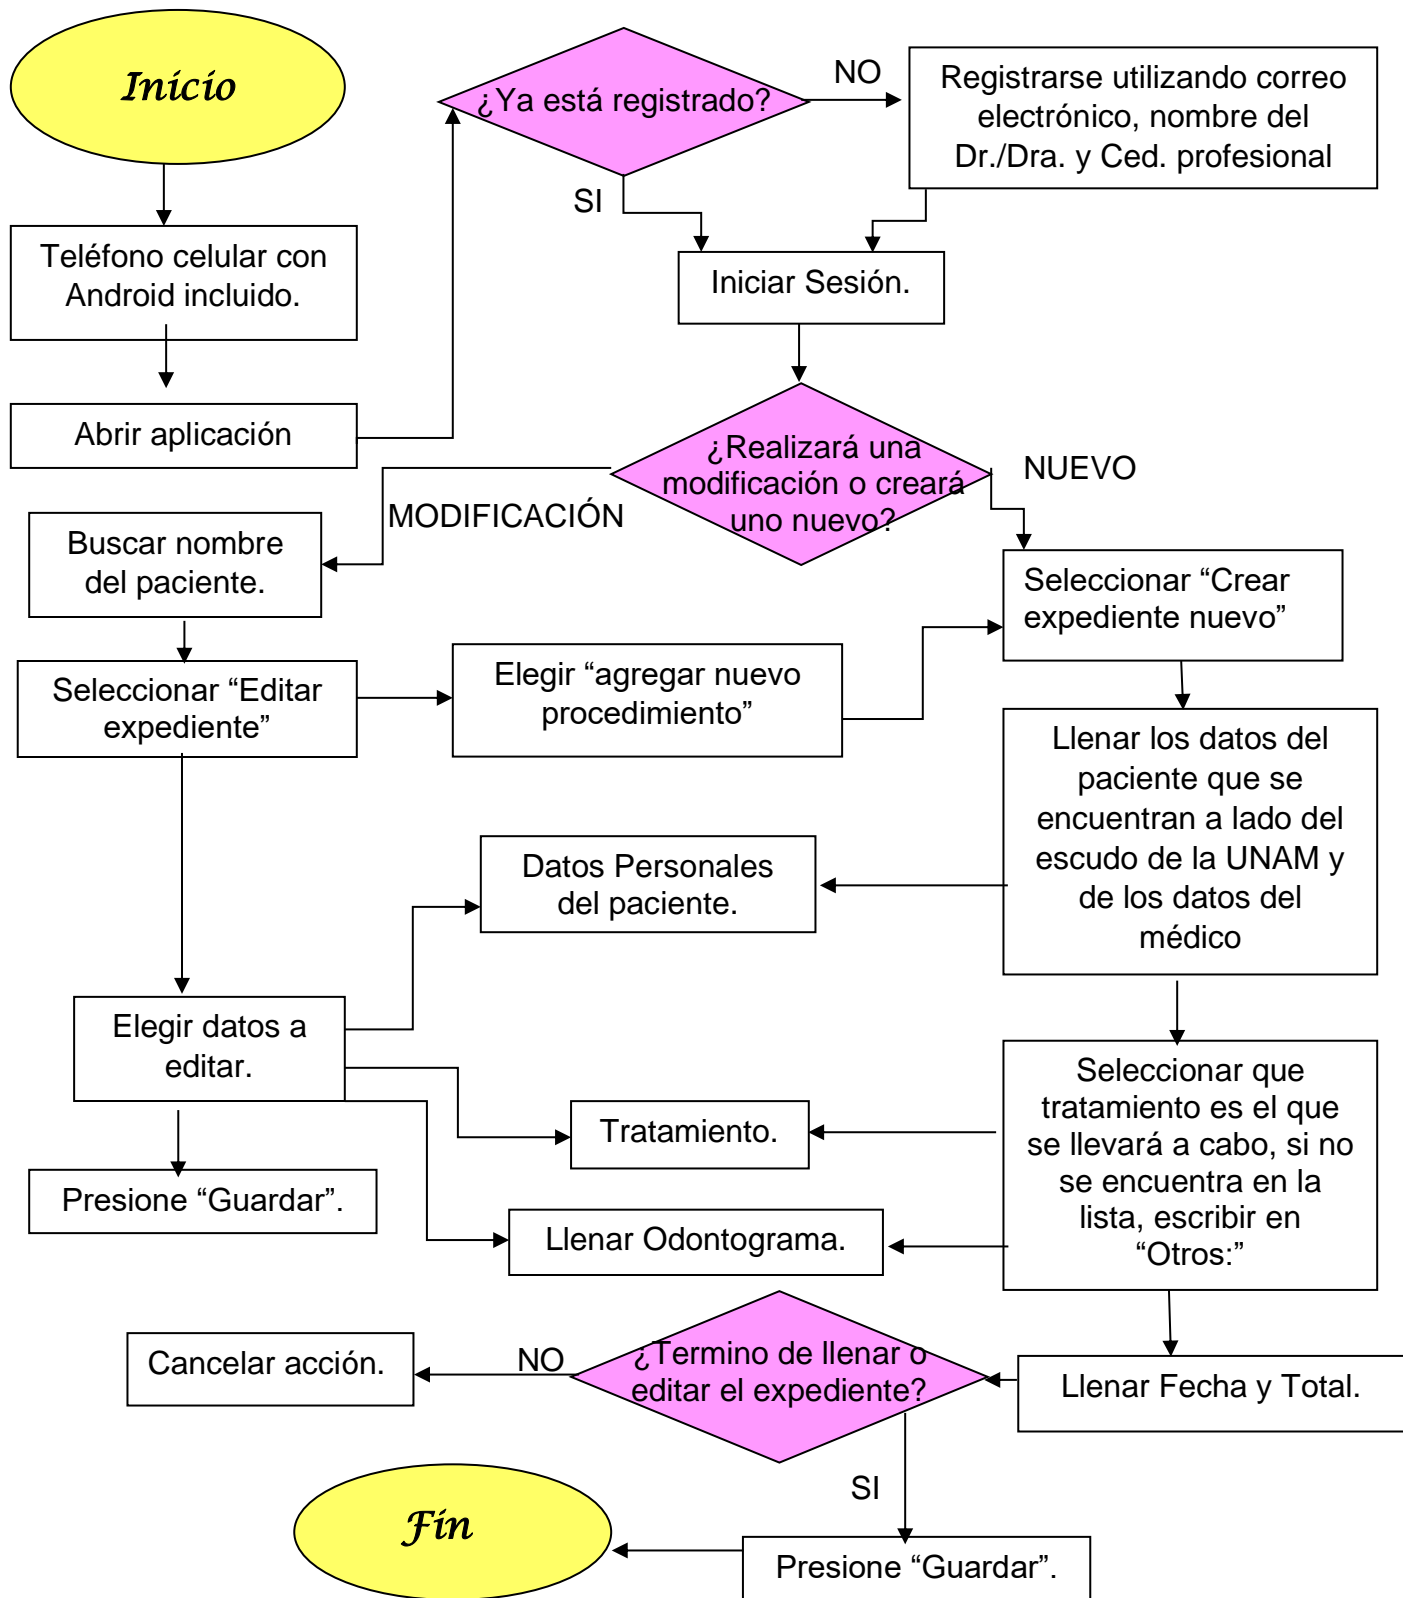 Inicio
¿Ya está registrado?
NO
Registrarse utilizando correo
electrónico, nombre del
Dr./Dra. y Ced. profesional
SI
Teléfono celular con
Android incluido.
Iniciar Sesión.
Abrir aplicación
¿Realizará una
modificación o creará
uno nuevo?
NUEVO
MODIFICACIÓN
Buscar nombre
del paciente.
Seleccionar “Crear
expediente nuevo”
Seleccionar “Editar
expediente”
Elegir “agregar nuevo
procedimiento”
Llenar los datos del
paciente que se
encuentran a lado del
escudo de la UNAM y
de los datos del
médico
Datos Personales
del paciente.
Elegir datos a
editar.
Seleccionar que
tratamiento es el que
se llevará a cabo, si no
se encuentra en la
lista, escribir en
“Otros:”
Tratamiento.
Presione “Guardar”.
Llenar Odontograma.
¿Termino de llenar o
editar el expediente?
NO
Cancelar acción.
Llenar Fecha y Total.
SI
Fin
Presione “Guardar”.